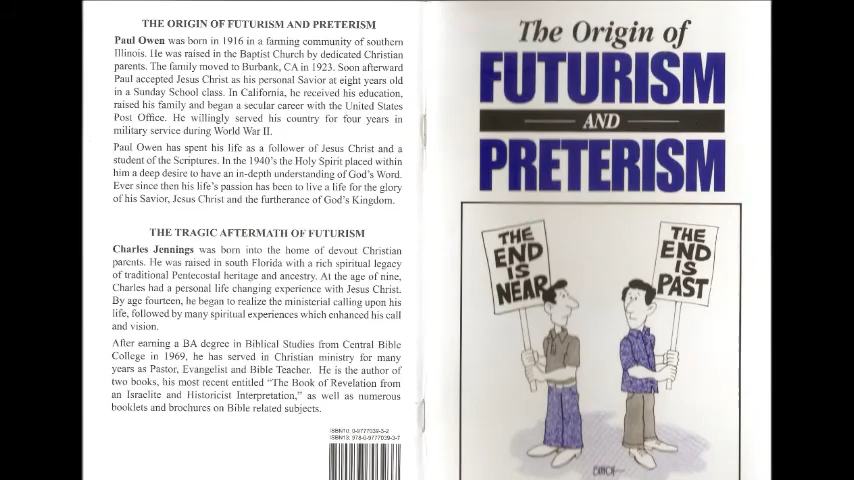 THE ORIGIN OF FUTURISM AND PRETERISM
Paul Owen was born in 1916 in a farming community of southern
Illinois. He was raised in the Baptist Church by dedicated Christian
parents. The family moved to Burbank, CA in 1923. Soon afterward
Paul accepted Jesus Christ as his personal Savior at eight years old
in a Sunday School class. In California, he received his education,
raised his family and began a secular career with the United States
Post Office. He willingly served his country for four years in
military service during World War II.
Paul Owen has spent his life as a follower of Jesus Christ and a
student of the Scriptures. In the 1940's the Holy Spirit placed within
him a deep desire to have an in-depth understanding of God's Word.
Ever since then his life's passion has been to live a life for the glory
of his Savior, Jesus Christ and the furtherance of God's Kingdom.
THE TRAGIC AFTERMATH OF FUTURISM
Charles Jennings was born into the home of devout Christian
parents. He was raised in south Florida with a rich spiritual legacy
of traditional Pentecostal heritage and ancestry. At the age of nine,
Charles had a personal life changing experience with Jesus Christ.
By age fourteen, he began to realize the ministerial calling upon his
life, followed by many spiritual experiences which enhanced his call
and vision.
After earning a BA degree in Biblical Studies from Central Bible
College in 1969, he has served in Christian ministry for many
years as Pastor, Evangelist and Bible Teacher. He is the author of
two books, his most recent entitled “The Book of Revelation from
an Israelite and Historicist Interpretation,” as well as numerous
booklets and brochures on Bible related subjects.
ISBN10: 0-9777039-3-2
ISBN13: 978-0-9777039-3-7
The Origin of
FUTURISM
AND
PRETERISM
THE
END
IS
NEAR
THE
END
IS
PAST